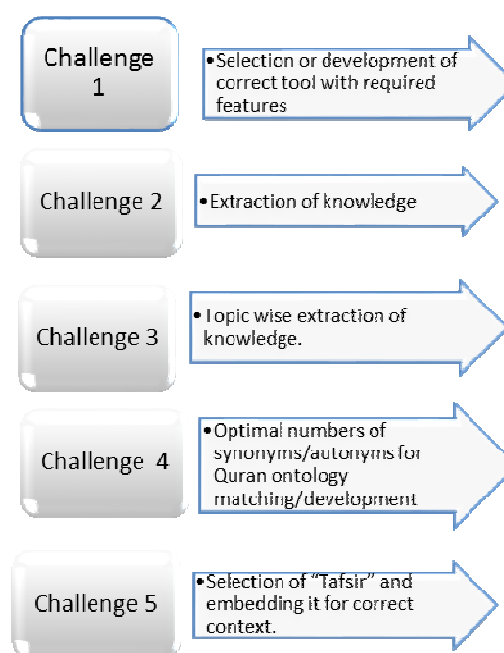 Challenge
1
•Selection or development of
correct tool with required
features
Challenge 2
•Extraction of knowledge
Challenge 3
•Topic wise extraction of
knowledge.
Challenge 4
•Optimal numbers of
synonyms/autonyms for
Quran ontology
matching/development
Challenge 5
•Selection of “Tafsir” and
embedding it for correct
context.